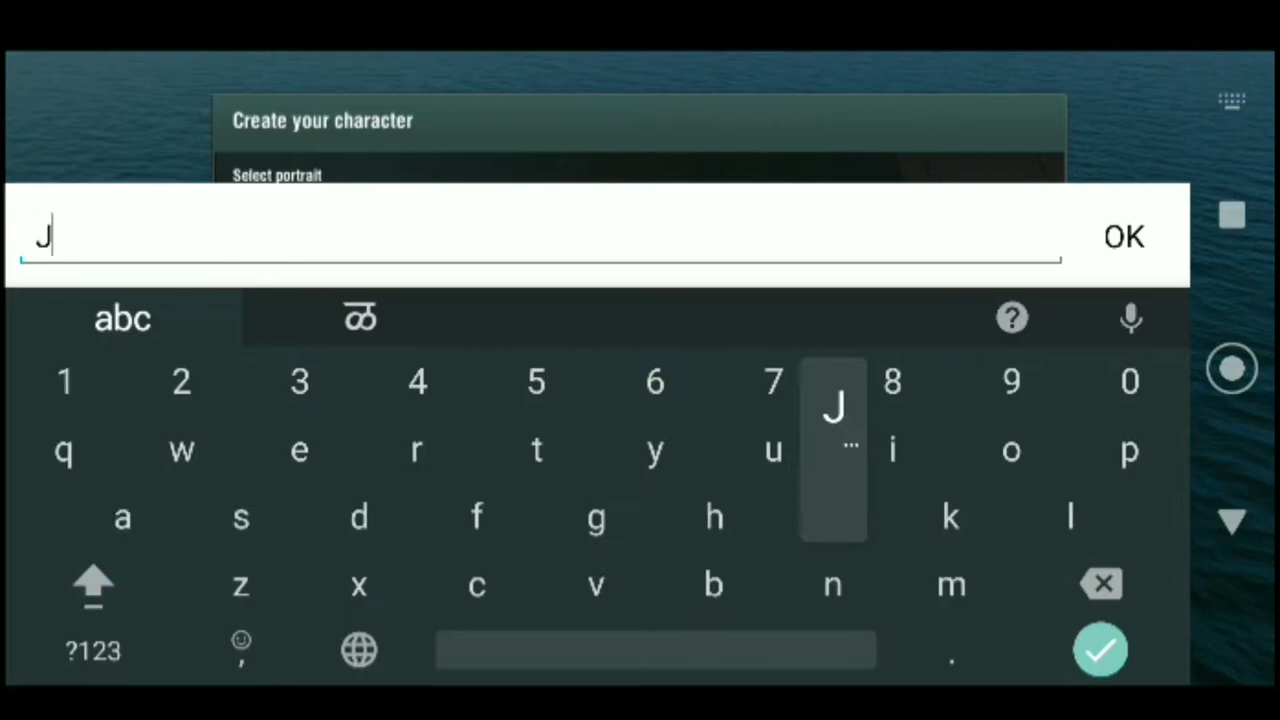 Create your character
Select portrait
J
OK
abc
ळ
?
1 2 3 4 5 6 7 8 9 0
J
...
q w e r t y u i o p
a s d f g h k l
z x c v b n m
?123
,
.